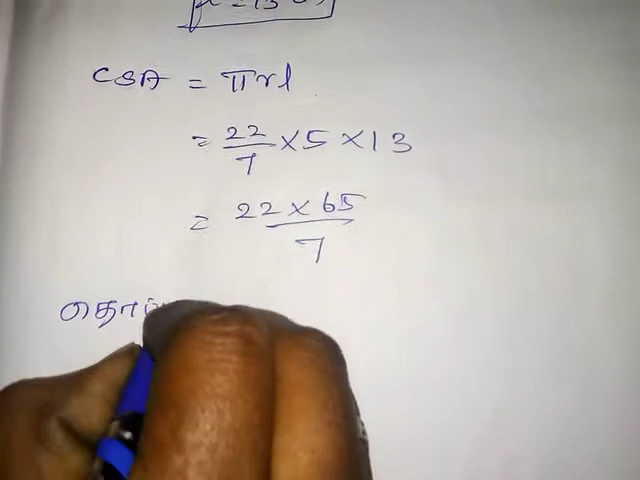 CSA = πrl
= 22/7 × 5 × 13
= 22 × 65 / 7